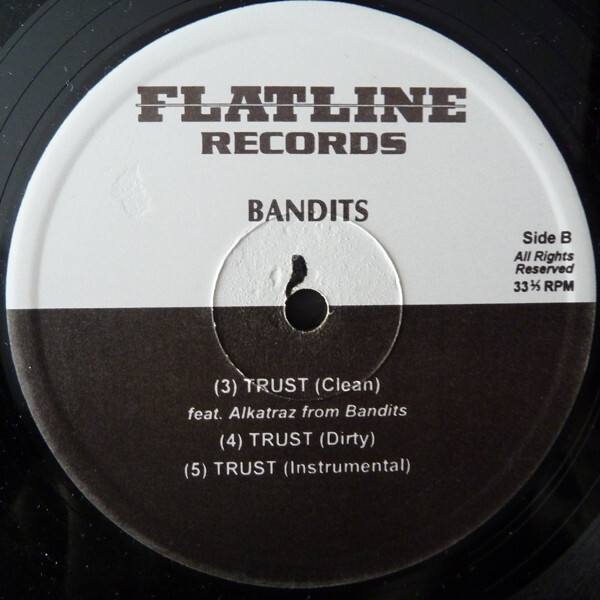 FLATLINE
RECORDS
BANDITS
Side B
All Rights
Reserved
33⅓ RPM
(3) TRUST (Clean)
feat. Alkatraz from Bandits
(4) TRUST (Dirty)
(5) TRUST (Instrumental)